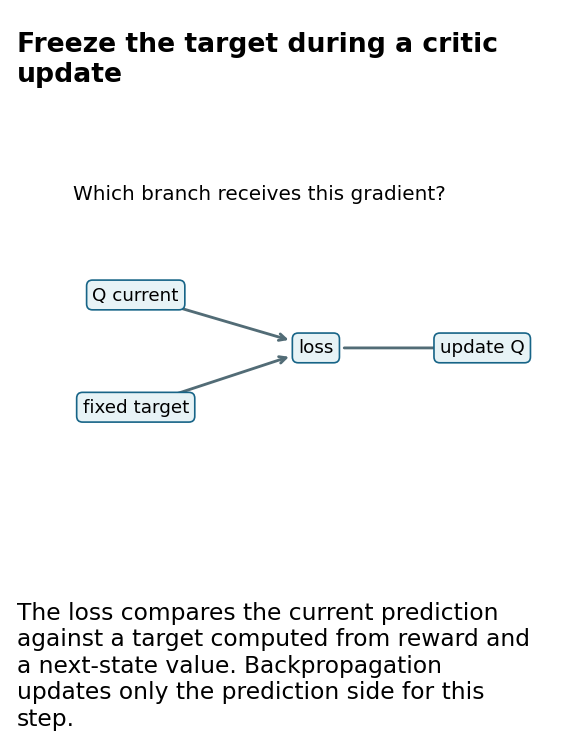 Freeze the target during a critic
update
Which branch receives this gradient?
Q current
loss
update Q
fixed target
The loss compares the current prediction
against a target computed from reward and
a next-state value. Backpropagation
updates only the prediction side for this
step.